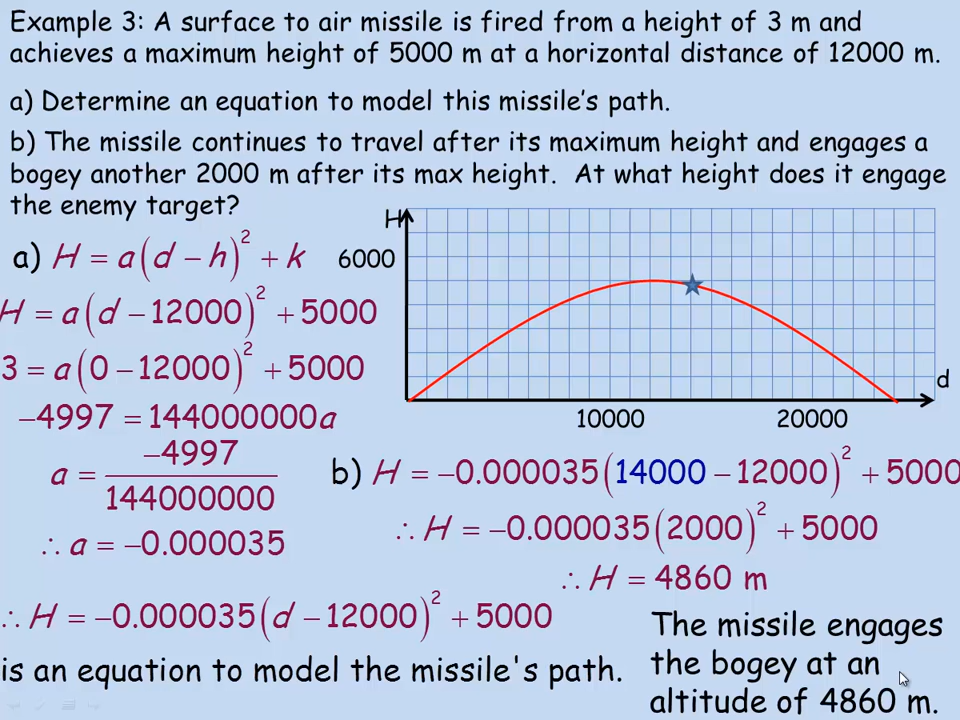 Example 3: A surface to air missile is fired from a height of 3 m and
achieves a maximum height of 5000 m at a horizontal distance of 12000 m.
a) Determine an equation to model this missile's path.
b) The missile continues to travel after its maximum height and engages a
bogey another 2000 m after its max height. At what height does it engage
the enemy target?
a) H = a(d − h)² + k
H = a(d − 12000)² + 5000
3 = a(0 − 12000)² + 5000
−4997 = 144000000a
a = −4997/144000000
∴ a = −0.000035
∴ H = −0.000035(d − 12000)² + 5000
is an equation to model the missile's path.
H
6000
d
10000 20000
b) H = −0.000035(14000 − 12000)² + 5000
∴ H = −0.000035(2000)² + 5000
∴ H = 4860 m
The missile engages
the bogey at an
altitude of 4860 m.